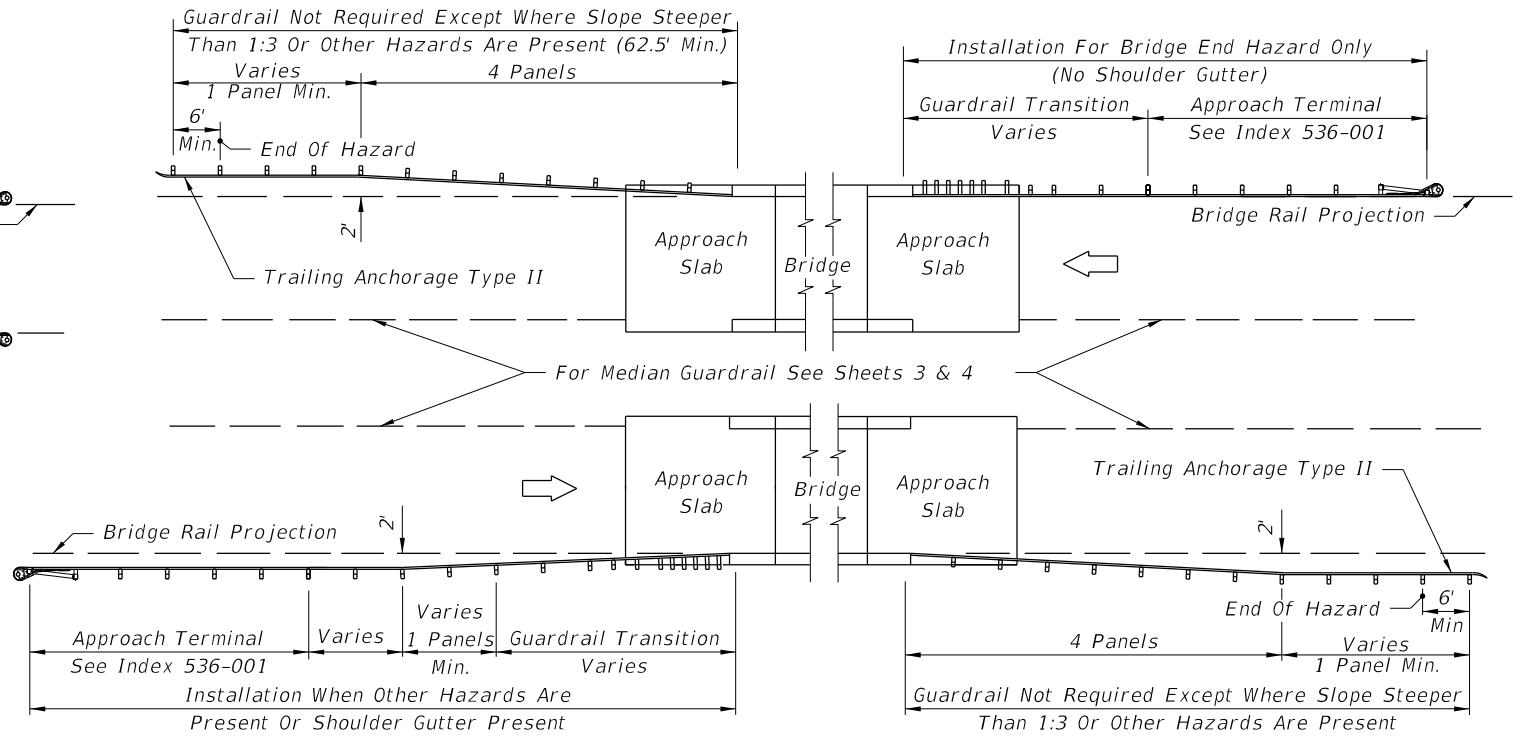 Guardrail Not Required Except Where Slope Steeper
Than 1:3 Or Other Hazards Are Present (62.5' Min.)
Varies
1 Panel Min.
4 Panels
6'
Min.
End Of Hazard
2'
Trailing Anchorage Type II
Installation For Bridge End Hazard Only
(No Shoulder Gutter)
Guardrail Transition
Varies
Approach Terminal
See Index 536-001
Bridge Rail Projection
Approach
Slab
Bridge
Approach
Slab
For Median Guardrail See Sheets 3 & 4
Approach
Slab
Bridge
Approach
Slab
Trailing Anchorage Type II
Bridge Rail Projection
2'
2'
End Of Hazard
6'
Min
Approach Terminal
See Index 536-001
Varies
Varies
1 Panels
Min.
Guardrail Transition
Varies
Installation When Other Hazards Are
Present Or Shoulder Gutter Present
4 Panels
Varies
1 Panel Min.
Guardrail Not Required Except Where Slope Steeper
Than 1:3 Or Other Hazards Are Present